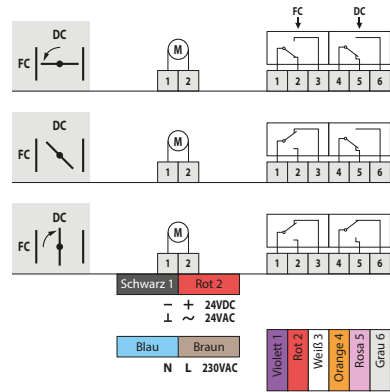 FC DC
DC
FC
M
1 2
1 2 3 4 5 6
DC
FC
M
1 2
1 2 3 4 5 6
DC
FC
M
1 2
1 2 3 4 5 6
Schwarz 1 Rot 2
− + 24VDC
⊥ ~ 24VAC
Blau Braun
N L 230VAC
Violett 1
Rot 2
Weiß 3
Orange 4
Rosa 5
Grau 6